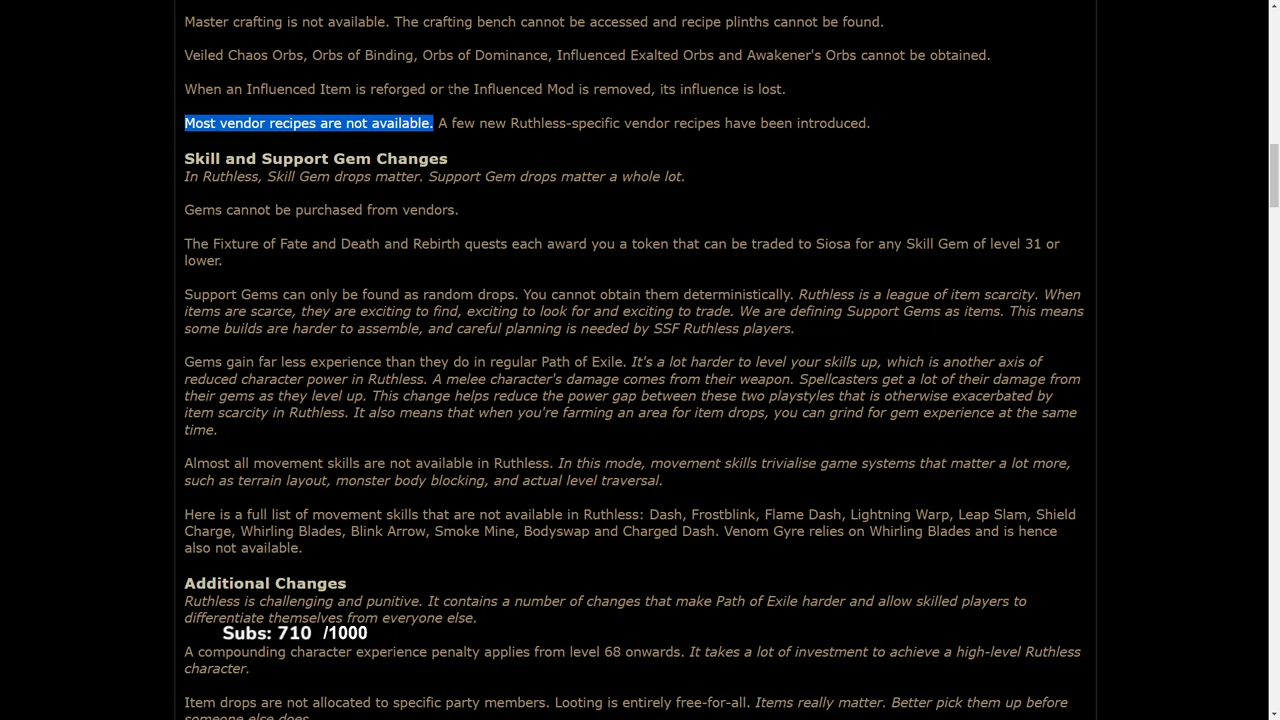 Master crafting is not available. The crafting bench cannot be accessed and recipe plinths cannot be found.
Veiled Chaos Orbs, Orbs of Binding, Orbs of Dominance, Influenced Exalted Orbs and Awakener's Orbs cannot be obtained.
When an Influenced Item is reforged or the Influenced Mod is removed, its influence is lost.
Most vendor recipes are not available. A few new Ruthless-specific vendor recipes have been introduced.
Skill and Support Gem Changes
In Ruthless, Skill Gem drops matter. Support Gem drops matter a whole lot.
Gems cannot be purchased from vendors.
The Fixture of Fate and Death and Rebirth quests each award you a token that can be traded to Siosa for any Skill Gem of level 31 or
lower.
Support Gems can only be found as random drops. You cannot obtain them deterministically. Ruthless is a league of item scarcity. When
items are scarce, they are exciting to find, exciting to look for and exciting to trade. We are defining Support Gems as items. This means
some builds are harder to assemble, and careful planning is needed by SSF Ruthless players.
Gems gain far less experience than they do in regular Path of Exile. It's a lot harder to level your skills up, which is another axis of
reduced character power in Ruthless. A melee character's damage comes from their weapon. Spellcasters get a lot of their damage from
their gems as they level up. This change helps reduce the power gap between these two playstyles that is otherwise exacerbated by
item scarcity in Ruthless. It also means that when you're farming an area for item drops, you can grind for gem experience at the same
time.
Almost all movement skills are not available in Ruthless. In this mode, movement skills trivialise game systems that matter a lot more,
such as terrain layout, monster body blocking, and actual level traversal.
Here is a full list of movement skills that are not available in Ruthless: Dash, Frostblink, Flame Dash, Lightning Warp, Leap Slam, Shield
Charge, Whirling Blades, Blink Arrow, Smoke Mine, Bodyswap and Charged Dash. Venom Gyre relies on Whirling Blades and is hence
also not available.
Additional Changes
Ruthless is challenging and punitive. It contains a number of changes that make Path of Exile harder and allow skilled players to
differentiate themselves from everyone else.
Subs: 710 /1000
A compounding character experience penalty applies from level 68 onwards. It takes a lot of investment to achieve a high-level Ruthless
character.
Item drops are not allocated to specific party members. Looting is entirely free-for-all. Items really matter. Better pick them up before
someone else does.